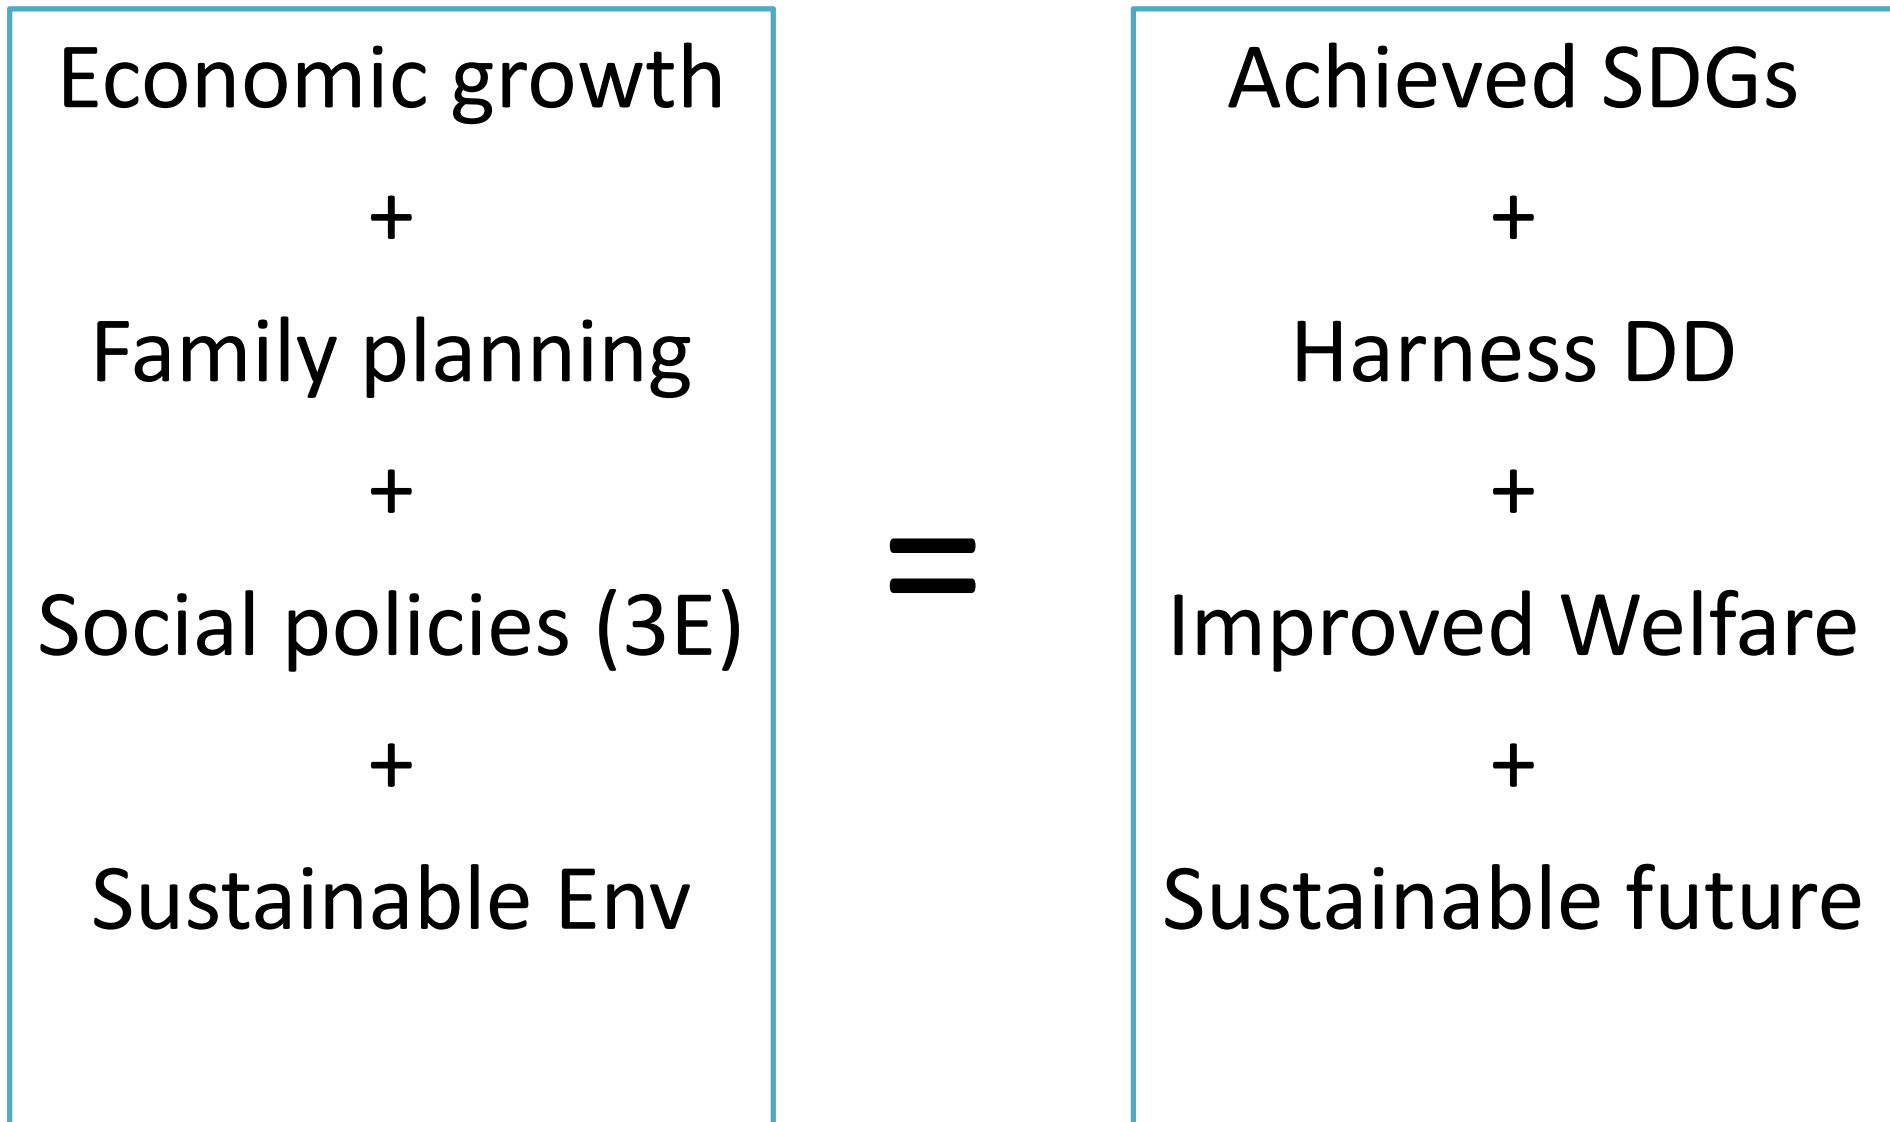 Economic growth
+
Family planning
+
Social policies (3E)
+
Sustainable Env
=
Achieved SDGs
+
Harness DD
+
Improved Welfare
+
Sustainable future